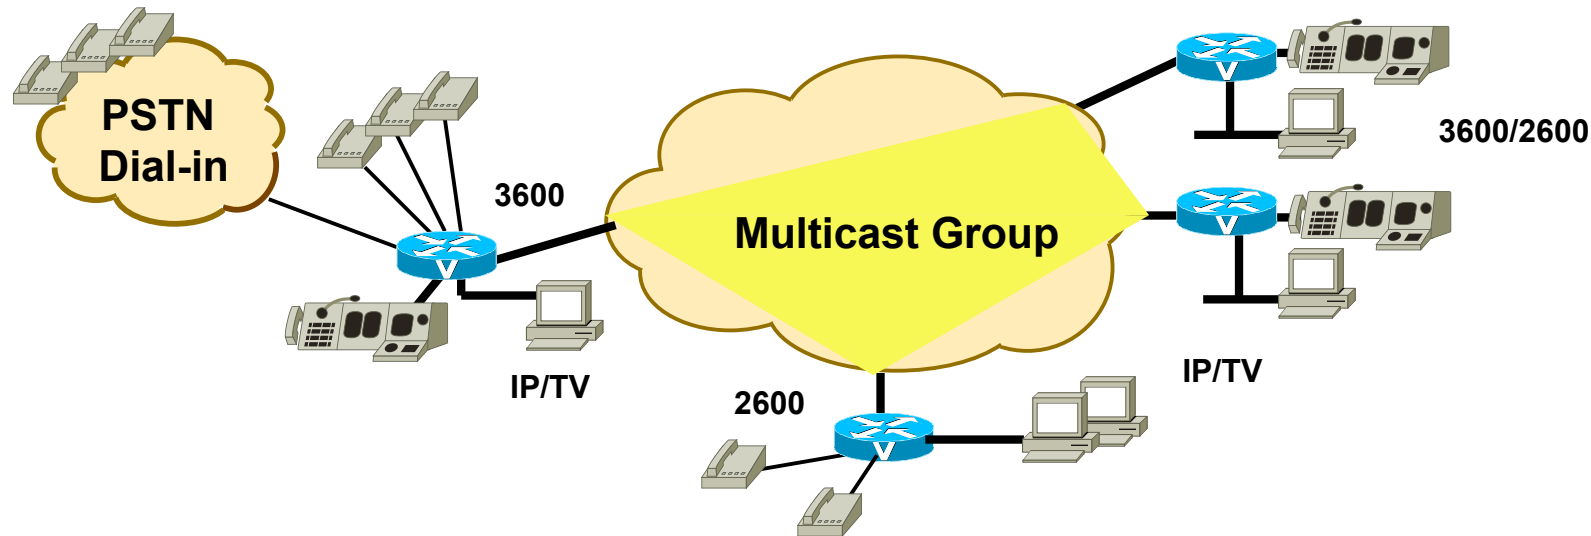 PSTN
Dial-in
3600
Multicast Group
V
V
V
V
3600/2600
IP/TV
2600
IP/TV